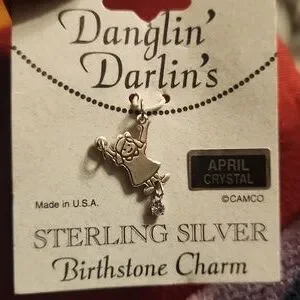 Danglin'
Darlin's
APRIL
CRYSTAL
Made in U.S.A.
©CAMCO
STERLING SILVER
Birthstone Charm